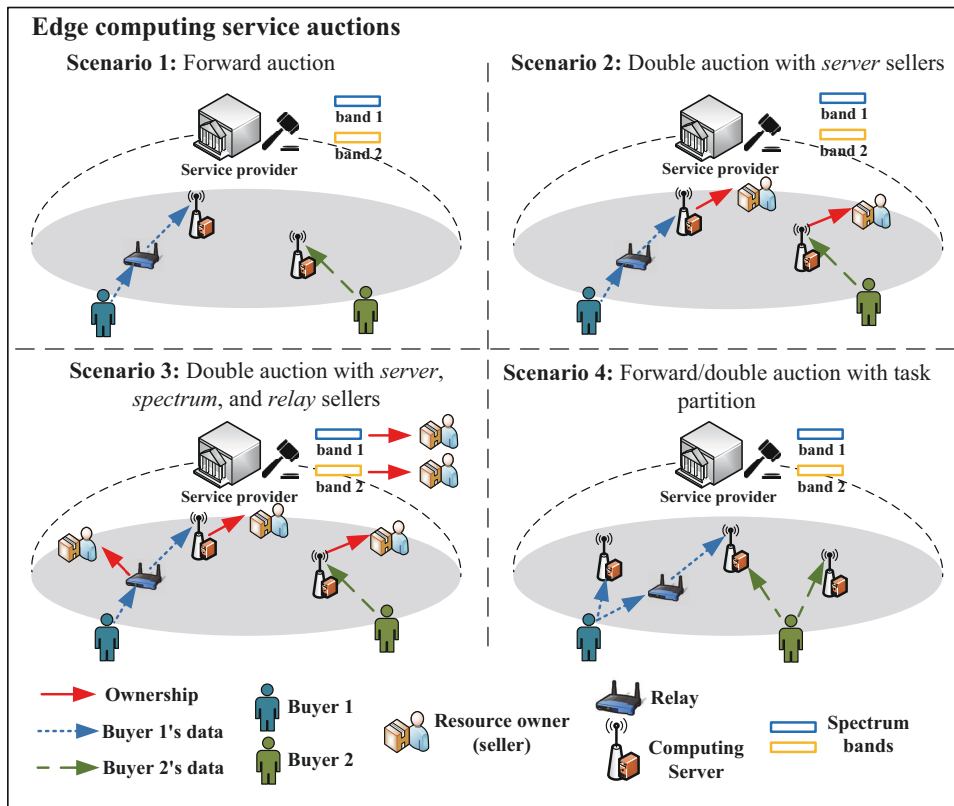 Edge computing service auctions
Scenario 1: Forward auction
band 1
band 2
Service provider
Scenario 2: Double auction with server sellers
band 1
band 2
Service provider
Scenario 3: Double auction with server,
spectrum, and relay sellers
band 1
band 2
Service provider
Scenario 4: Forward/double auction with task
partition
band 1
band 2
Service provider
Ownership
Buyer 1's data
Buyer 2's data
Buyer 1
Buyer 2
Resource owner
(seller)
Relay
Computing
Server
Spectrum
bands